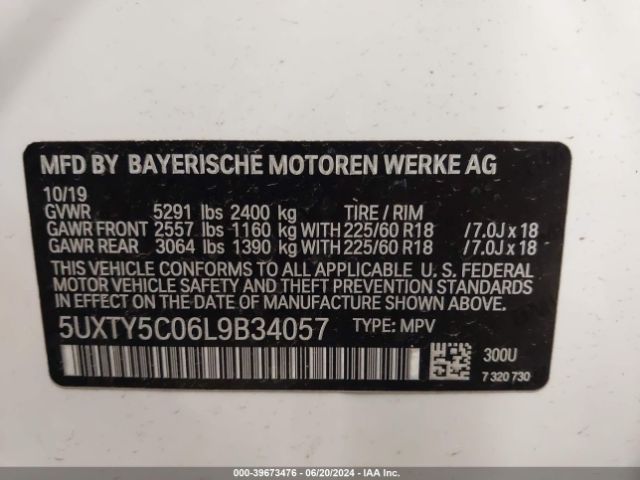 MFD BY BAYERISCHE MOTOREN WERKE AG
10/19
GVWR 5291 lbs 2400 kg TIRE / RIM
GAWR FRONT 2557 lbs 1160 kg WITH 225/60 R18 / 7.0J x 18
GAWR REAR 3064 lbs 1390 kg WITH 225/60 R18 / 7.0J x 18
THIS VEHICLE CONFORMS TO ALL APPLICABLE U. S. FEDERAL
MOTOR VEHICLE SAFETY AND THEFT PREVENTION STANDARDS
IN EFFECT ON THE DATE OF MANUFACTURE SHOWN ABOVE.
5UXTY5C06L9B34057 TYPE: MPV
300U
7 320 730
OWNER: (39673476 - 06/20/2024 - IAA Inc.)